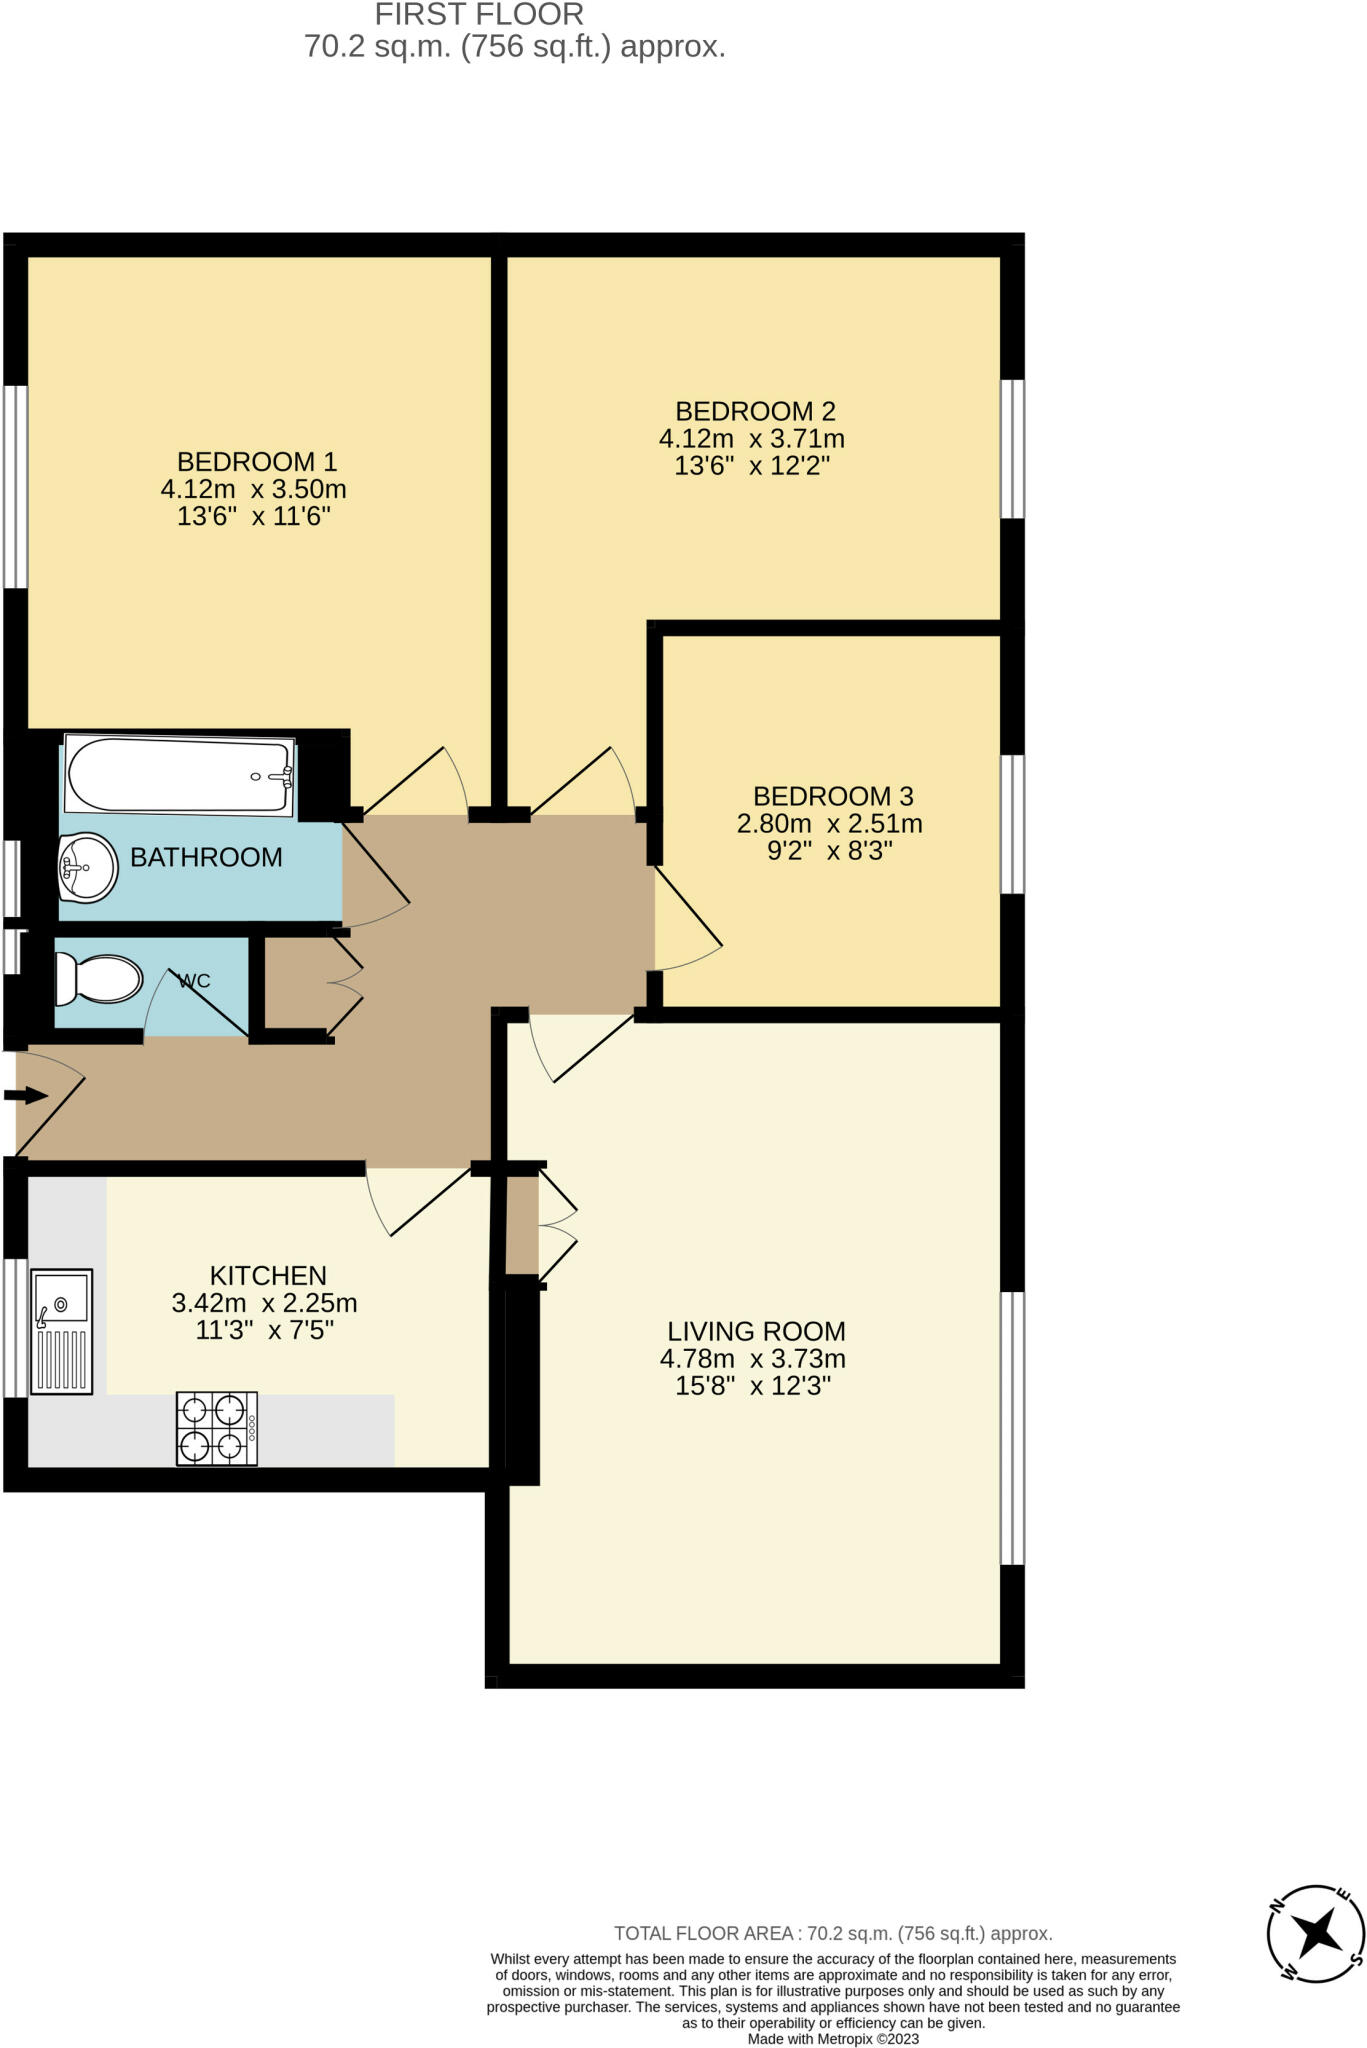 FIRST FLOOR
70.2 sq.m. (756 sq.ft.) approx.
BEDROOM 1
4.12m x 3.50m
13'6" x 11'6"
BEDROOM 2
4.12m x 3.71m
13'6" x 12'2"
BEDROOM 3
2.80m x 2.51m
9'2" x 8'3"
BATHROOM
WC
KITCHEN
3.42m x 2.25m
11'3" x 7'5"
LIVING ROOM
4.78m x 3.73m
15'8" x 12'3"
N
E
W
S
TOTAL FLOOR AREA : 70.2 sq.m. (756 sq.ft.) approx.
Whilst every attempt has been made to ensure the accuracy of the floorplan contained here, measurements
of doors, windows, rooms and any other items are approximate and no responsibility is taken for any error,
omission or mis-statement. This plan is for illustrative purposes only and should be used as such by any
prospective purchaser. The services, systems and appliances shown have not been tested and no guarantee
as to their operability or efficiency can be given.
Made with Metropix ©2023